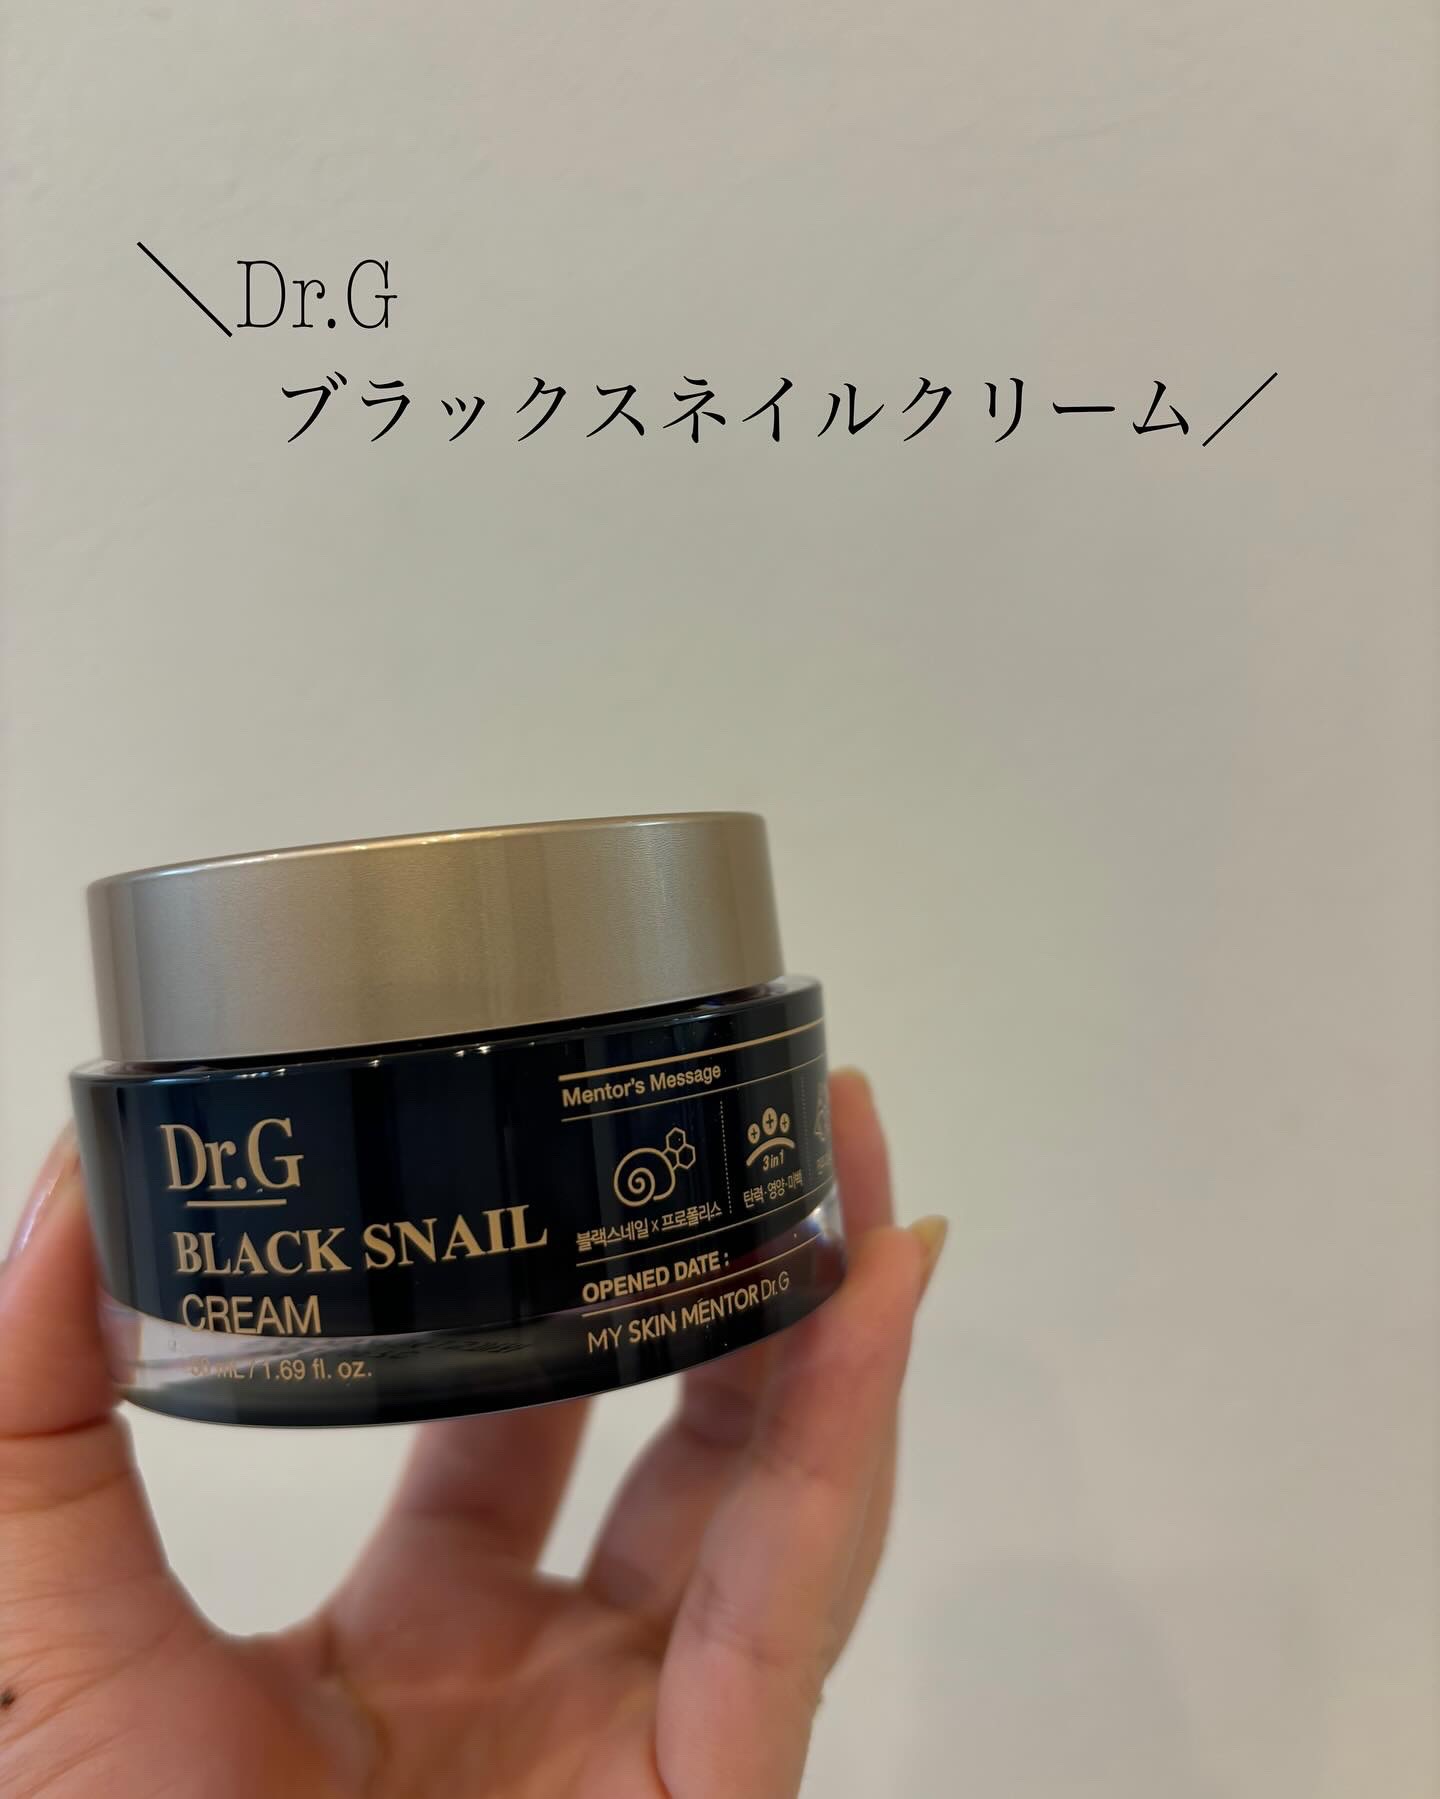 ＼Dr.G
ブラックスネイルクリーム／
Mentor's Message
Dr.G
BLACK SNAIL
CREAM
50 mL / 1.69 fl. oz.
3 in 1
블랙스네일 x 프로폴리스
탄력·영양·미백
OPENED DATE :
MY SKIN MENTOR Dr.G